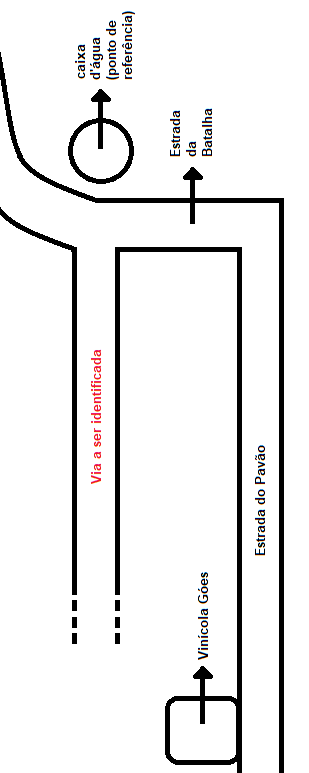 caixa
d'água
(ponto de
referência)
Estrada
da
Batalha
Via a ser identificada
Estrada do Pavão
Vinícola Góes